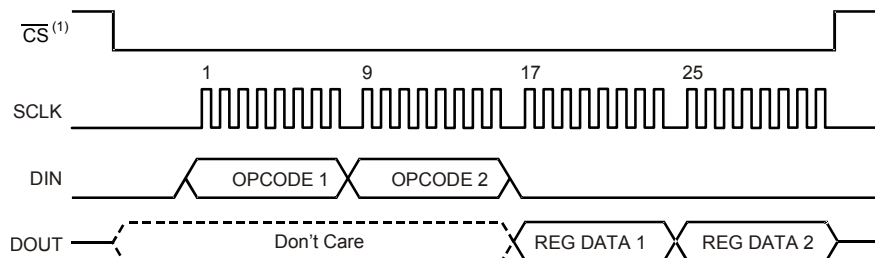 CS (1)
1 9 17 25
SCLK
DIN OPCODE 1 OPCODE 2
DOUT Don't Care REG DATA 1 REG DATA 2